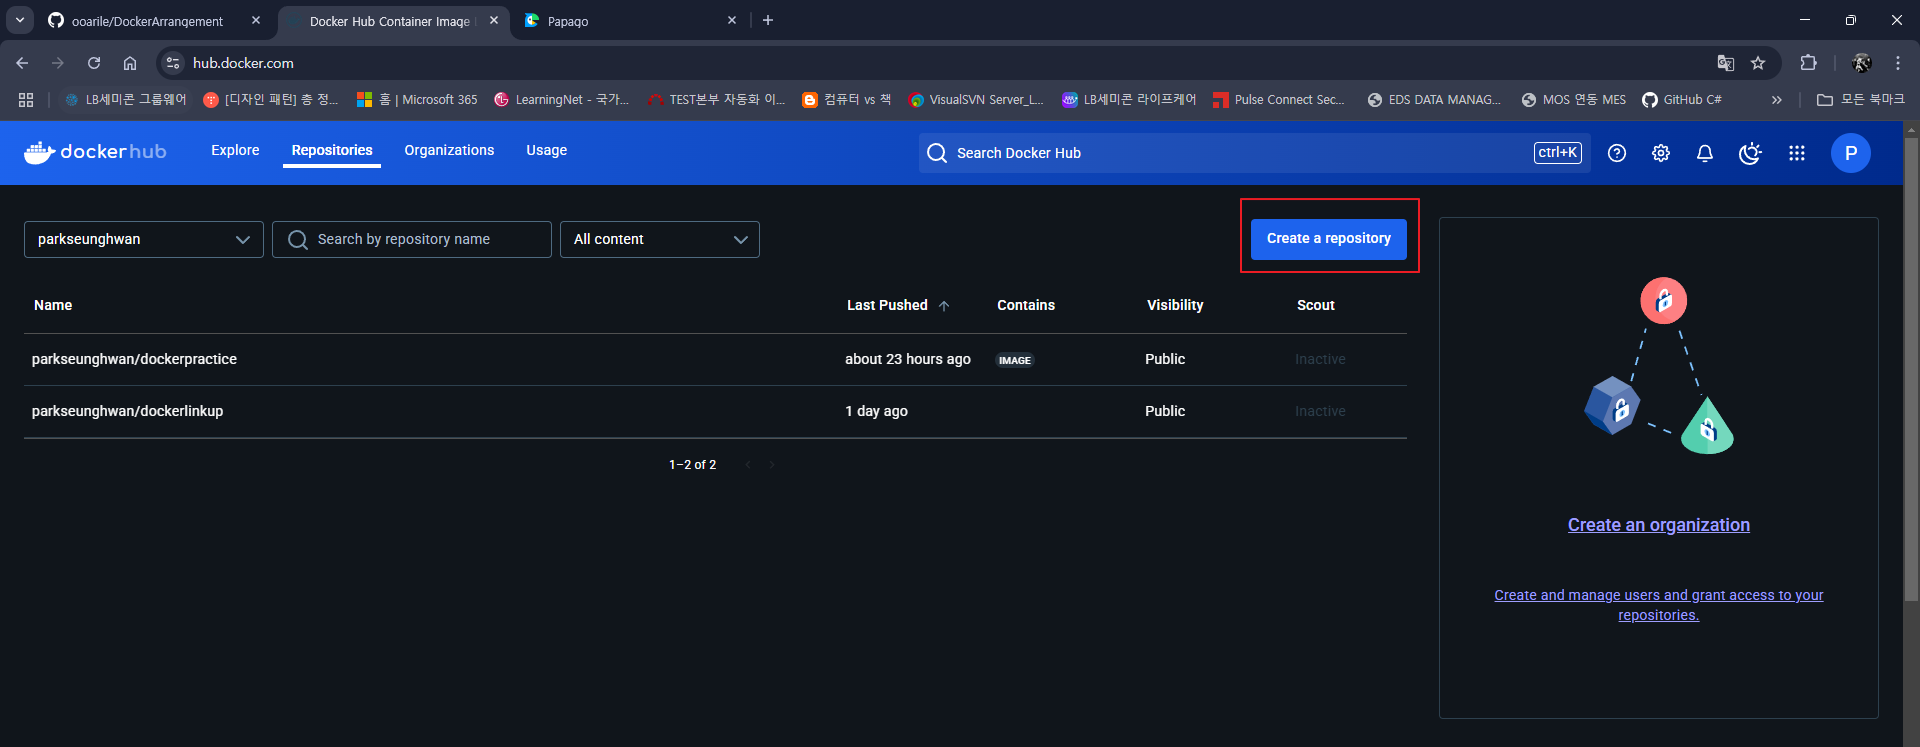 ooarile/DockerArrangement
Docker Hub Container Image
Papago
hub.docker.com
LB세미콘 그룹웨어
[디자인 패턴] 총 정...
홈 | Microsoft 365
LearningNet - 국가...
TEST본부 자동화 이...
컴퓨터 vs 책
VisualSVN Server_L...
LB세미콘 라이프케어
Pulse Connect Sec...
EDS DATA MANAG...
MOS 연동 MES
GitHub C#
모든 북마크
dockerhub
Explore
Repositories
Organizations
Usage
Search Docker Hub
ctrl+K
P
parkseunghwan
Search by repository name
All content
Create a repository
Name
Last Pushed
Contains
Visibility
Scout
parkseunghwan/dockerpractice
about 23 hours ago
IMAGE
Public
Inactive
parkseunghwan/dockerlinkup
1 day ago
Public
Inactive
1–2 of 2
Create an organization
Create and manage users and grant access to your
repositories.